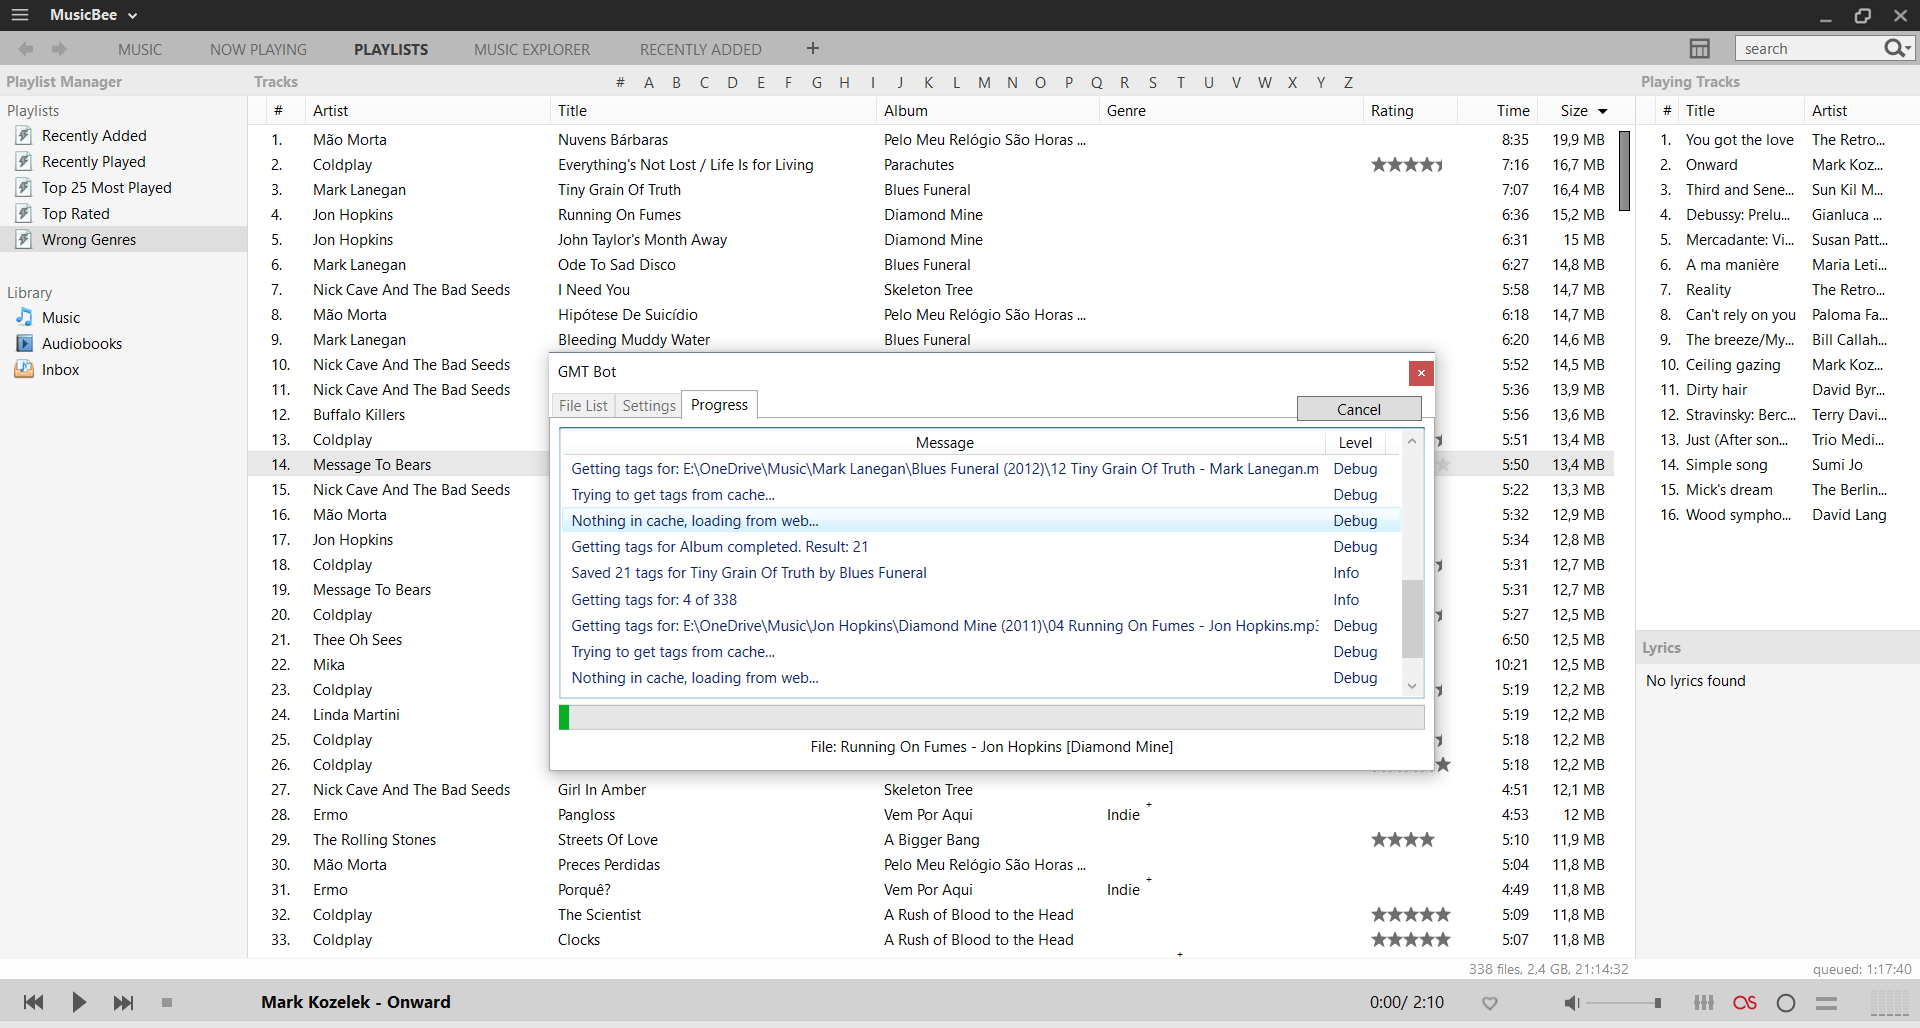 MusicBee
MUSIC NOW PLAYING PLAYLISTS MUSIC EXPLORER RECENTLY ADDED + search
Playlist Manager
Playlists
Recently Added
Recently Played
Top 25 Most Played
Top Rated
Wrong Genres
Library
Music
Audiobooks
Inbox
Tracks # A B C D E F G H I J K L M N O P Q R S T U V W X Y Z
# Artist Title Album Genre Rating Time Size
1. Mão Morta Nuvens Bárbaras Pelo Meu Relógio São Horas ... 8:35 19,9 MB
2. Coldplay Everything's Not Lost / Life Is for Living Parachutes 7:16 16,7 MB
3. Mark Lanegan Tiny Grain Of Truth Blues Funeral 7:07 16,4 MB
4. Jon Hopkins Running On Fumes Diamond Mine 6:36 15,2 MB
5. Jon Hopkins John Taylor's Month Away Diamond Mine 6:31 15 MB
6. Mark Lanegan Ode To Sad Disco Blues Funeral 6:27 14,8 MB
7. Nick Cave And The Bad Seeds I Need You Skeleton Tree 5:58 14,7 MB
8. Mão Morta Hipótese De Suicídio Pelo Meu Relógio São Horas ... 6:18 14,7 MB
9. Mark Lanegan Bleeding Muddy Water Blues Funeral 6:20 14,6 MB
10. Nick Cave And The Bad Seeds 5:52 14,5 MB
11. Nick Cave And The Bad Seeds 5:36 13,9 MB
12. Buffalo Killers 5:56 13,6 MB
13. Coldplay 5:51 13,4 MB
14. Message To Bears 5:50 13,4 MB
15. Nick Cave And The Bad Seeds 5:22 13,3 MB
16. Mão Morta 5:32 12,9 MB
17. Jon Hopkins 5:34 12,8 MB
18. Coldplay 5:31 12,7 MB
19. Message To Bears 5:31 12,7 MB
20. Coldplay 5:27 12,5 MB
21. Thee Oh Sees 6:50 12,5 MB
22. Mika 10:21 12,5 MB
23. Coldplay 5:19 12,2 MB
24. Linda Martini 5:19 12,2 MB
25. Coldplay 5:18 12,2 MB
26. Coldplay 5:18 12,2 MB
27. Nick Cave And The Bad Seeds Girl In Amber Skeleton Tree 4:51 12,1 MB
28. Ermo Pangloss Vem Por Aqui Indie + 4:53 12 MB
29. The Rolling Stones Streets Of Love A Bigger Bang 5:10 11,9 MB
30. Mão Morta Preces Perdidas Pelo Meu Relógio São Horas ... 5:04 11,8 MB
31. Ermo Porquê? Vem Por Aqui Indie + 4:49 11,8 MB
32. Coldplay The Scientist A Rush of Blood to the Head 5:09 11,8 MB
33. Coldplay Clocks A Rush of Blood to the Head 5:07 11,8 MB
+
GMT Bot
File List Settings Progress Cancel
Message Level
Getting tags for: E:\OneDrive\Music\Mark Lanegan\Blues Funeral (2012)\12 Tiny Grain Of Truth - Mark Lanegan.m Debug
Trying to get tags from cache... Debug
Nothing in cache, loading from web... Debug
Getting tags for Album completed. Result: 21 Debug
Saved 21 tags for Tiny Grain Of Truth by Blues Funeral Info
Getting tags for: 4 of 338 Info
Getting tags for: E:\OneDrive\Music\Jon Hopkins\Diamond Mine (2011)\04 Running On Fumes - Jon Hopkins.mp3 Debug
Trying to get tags from cache... Debug
Nothing in cache, loading from web... Debug
File: Running On Fumes - Jon Hopkins [Diamond Mine]
Playing Tracks
# Title Artist
1. You got the love The Retro...
2. Onward Mark Koz...
3. Third and Sene... Sun Kil M...
4. Debussy: Prelu... Gianluca ...
5. Mercadante: Vi... Susan Patt...
6. A ma manière Maria Leti...
7. Reality The Retro...
8. Can't rely on you Paloma Fa...
9. The breeze/My... Bill Callah...
10. Ceiling gazing Mark Koz...
11. Dirty hair David Byr...
12. Stravinsky: Berc... Terry Davi...
13. Just (After son... Trio Medi...
14. Simple song Sumi Jo
15. Mick's dream The Berlin...
16. Wood sympho... David Lang
Lyrics
No lyrics found
338 files, 2,4 GB, 21:14:32 queued: 1:17:40
Mark Kozelek - Onward 0:00/ 2:10